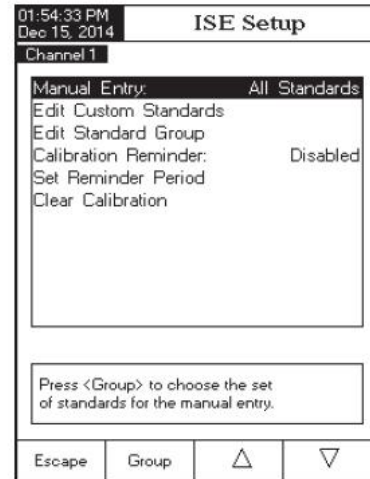 01:54:33 PM
Dec 15, 2014
ISE Setup
Channel 1
Manual Entry: All Standards
Edit Custom Standards
Edit Standard Group
Calibration Reminder: Disabled
Set Reminder Period
Clear Calibration
Press <Group> to choose the set
of standards for the manual entry.
Escape Group △ ▽